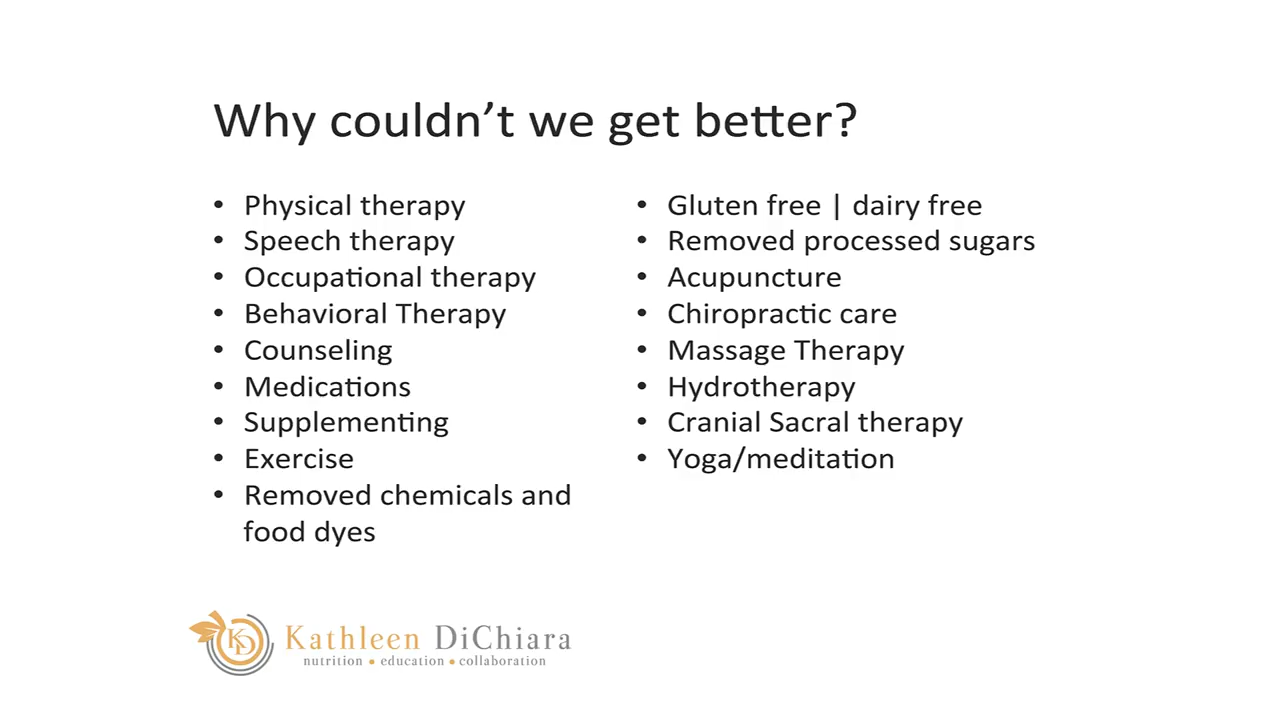 Why couldn't we get better?
• Physical therapy
• Speech therapy
• Occupational therapy
• Behavioral Therapy
• Counseling
• Medications
• Supplementing
• Exercise
• Removed chemicals and
food dyes
• Gluten free | dairy free
• Removed processed sugars
• Acupuncture
• Chiropractic care
• Massage Therapy
• Hydrotherapy
• Cranial Sacral therapy
• Yoga/meditation
KD Kathleen DiChiara
nutrition • education • collaboration